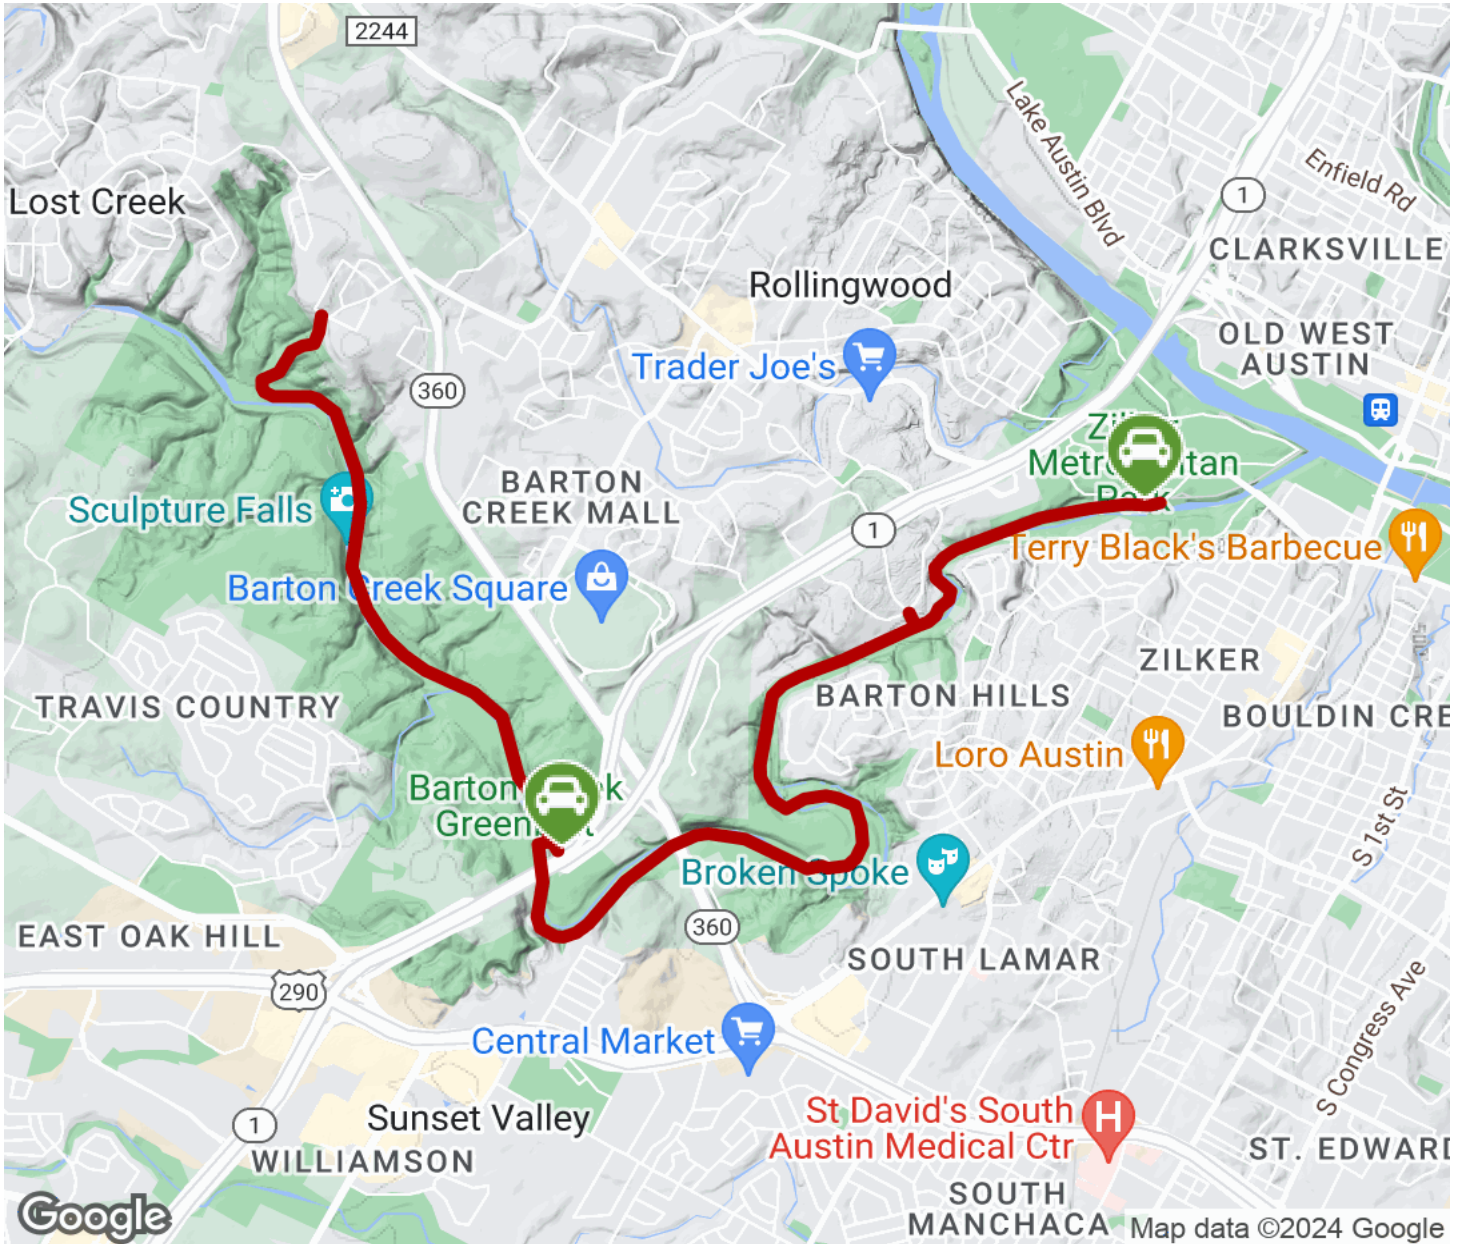 2244
Lake Austin Blvd
Enfield Rd
1
Lost Creek
CLARKSVILLE
Rollingwood
OLD WEST
AUSTIN
Trader Joe's
360
BARTON
CREEK MALL
Sculpture Falls
1
Terry Black's Barbecue
Barton Creek Square
ZILKER
TRAVIS COUNTRY
BARTON HILLS
BOULDIN CRE
Loro Austin
Barton
S 1st St
Broken Spoke
EAST OAK HILL
360
SOUTH LAMAR
290
Central Market
S Congress Ave
1
Sunset Valley
St David's South
Austin Medical Ctr
WILLIAMSON
ST. EDWARD
SOUTH
MANCHACA
Google
Map data ©2024 Google